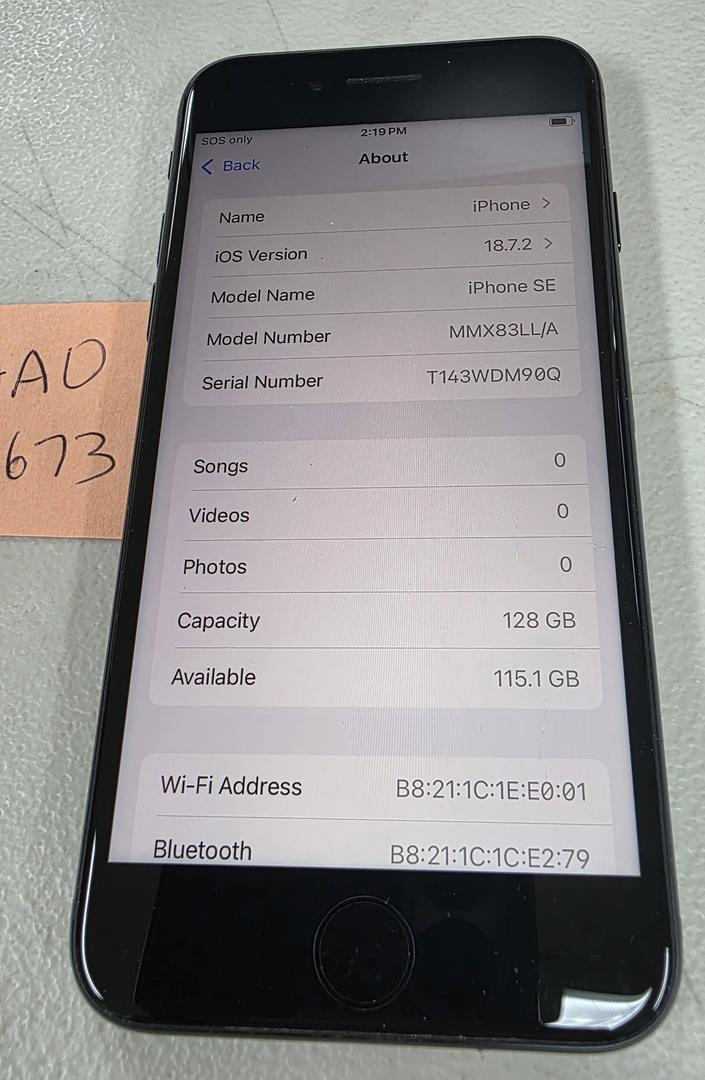 SOS only 2:19 PM
Back About
Name iPhone
iOS Version 18.7.2
Model Name iPhone SE
Model Number MMX83LL/A
Serial Number T143WDM90Q
Songs 0
Videos 0
Photos 0
Capacity 128 GB
Available 115.1 GB
Wi-Fi Address B8:21:1C:1E:E0:01
Bluetooth B8:21:1C:1C:E2:79
AD
673